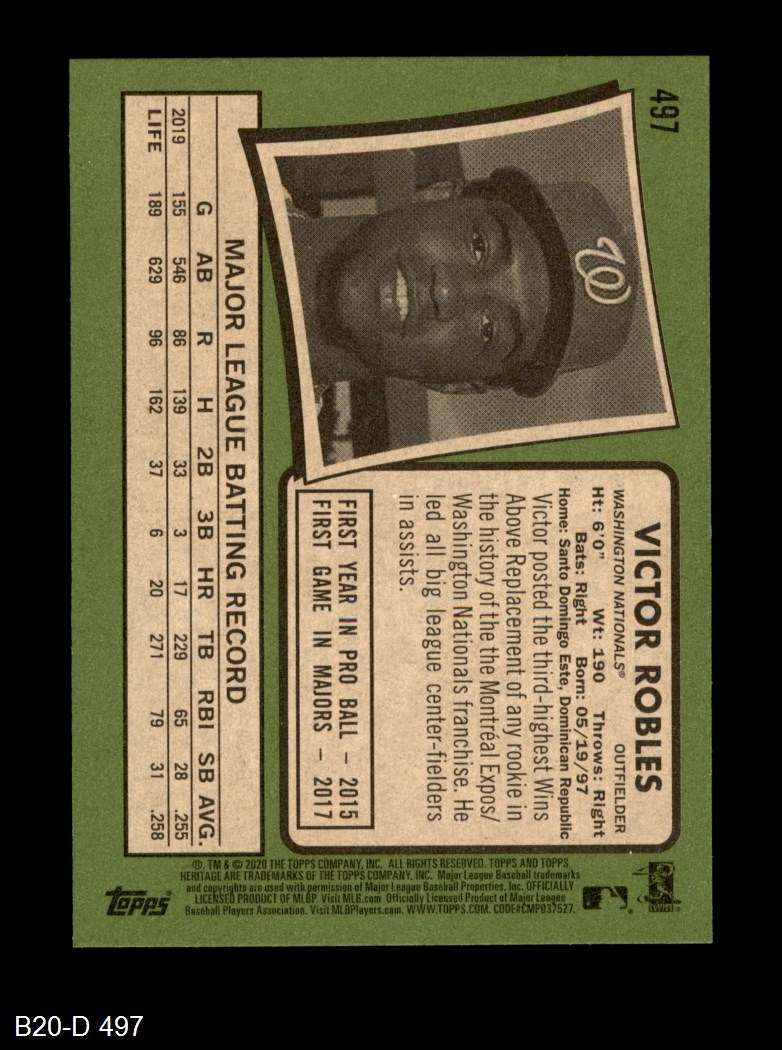 497
VICTOR ROBLES
WASHINGTON NATIONALS® OUTFIELDER
Ht: 6'0" Wt: 190 Throws: Right
Bats: Right Born: 05/19/97
Home: Santo Domingo Este, Dominican Republic
Victor posted the third-highest Wins
Above Replacement of any rookie in
the history of the the Montréal Expos/
Washington Nationals franchise. He
led all big league center-fielders
in assists.
FIRST YEAR IN PRO BALL – 2015
FIRST GAME IN MAJORS – 2017
W
MAJOR LEAGUE BATTING RECORD
G AB R H 2B 3B HR TB RBI SB AVG.
2019 155 546 86 139 33 3 17 229 65 28 .255
LIFE 189 629 96 162 37 6 20 271 79 31 .258
®, TM & © 2020 THE TOPPS COMPANY, INC. ALL RIGHTS RESERVED. TOPPS AND TOPPS
HERITAGE ARE TRADEMARKS OF THE TOPPS COMPANY, INC. Major League Baseball trademarks
and copyrights are used with permission of Major League Baseball Properties, Inc. OFFICIALLY
LICENSED PRODUCT OF MLBP. Visit MLB.com Officially Licensed Product of Major League
Baseball Players Association. Visit MLBPlayers.com. WWW.TOPPS.COM. CODE#CMP037527.
topps®
B20-D 497